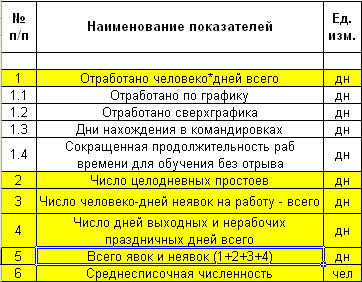 № Наименование показателей Ед.
п/п изм.
1 Отработано человеко*дней всего дн
1.1 Отработано по графику дн
1.2 Отработано сверхграфика дн
1.3 Дни нахождения в командировках дн
1.4 Сокращенная продолжительность раб
времени для обучения без отрыва дн
2 Число целодневных простоев дн
3 Число человеко-дней неявок на работу - всего дн
4 Число дней выходных и нерабочих
праздничных дней всего дн
5 Всего явок и неявок (1+2+3+4) дн
6 Среднесписочная численность чел